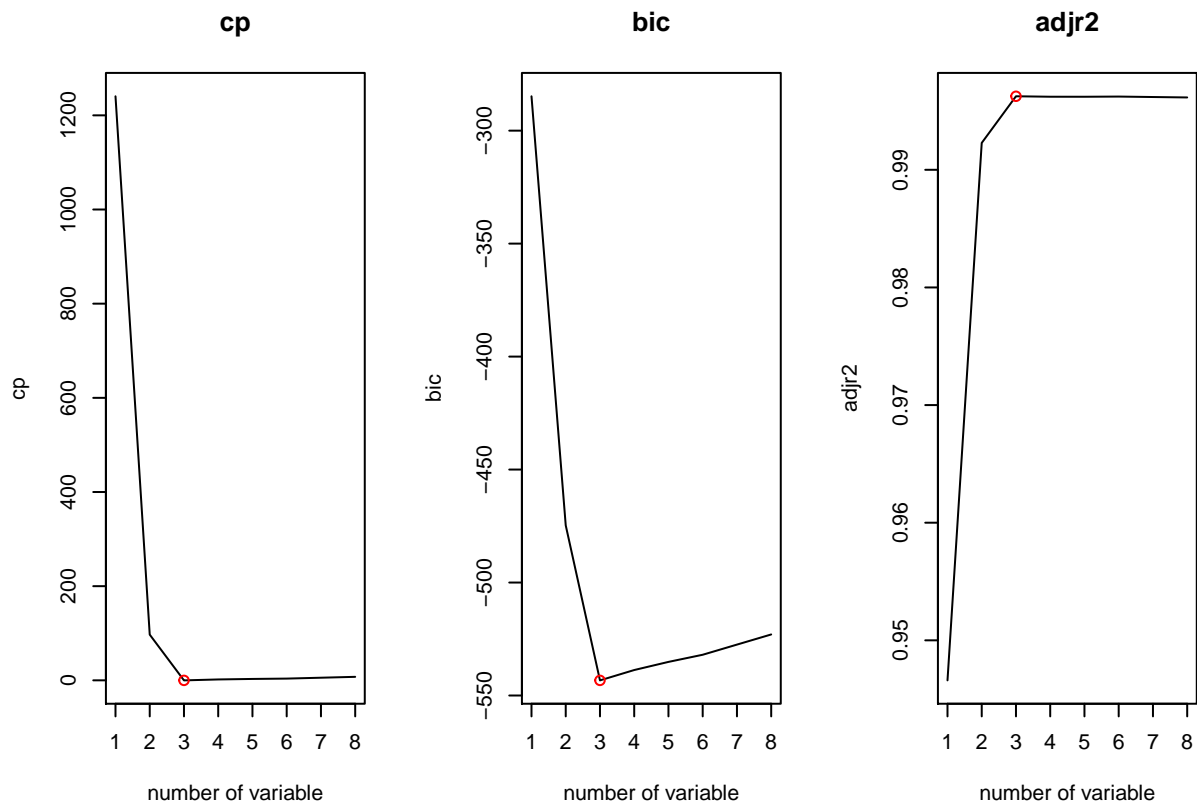 cp
bic
adjr2
cp
0
200
400
600
800
1000
1200
1 2 3 4 5 6 7 8
number of variable
bic
−550
−500
−450
−400
−350
−300
1 2 3 4 5 6 7 8
number of variable
adjr2
0.95
0.96
0.97
0.98
0.99
1 2 3 4 5 6 7 8
number of variable